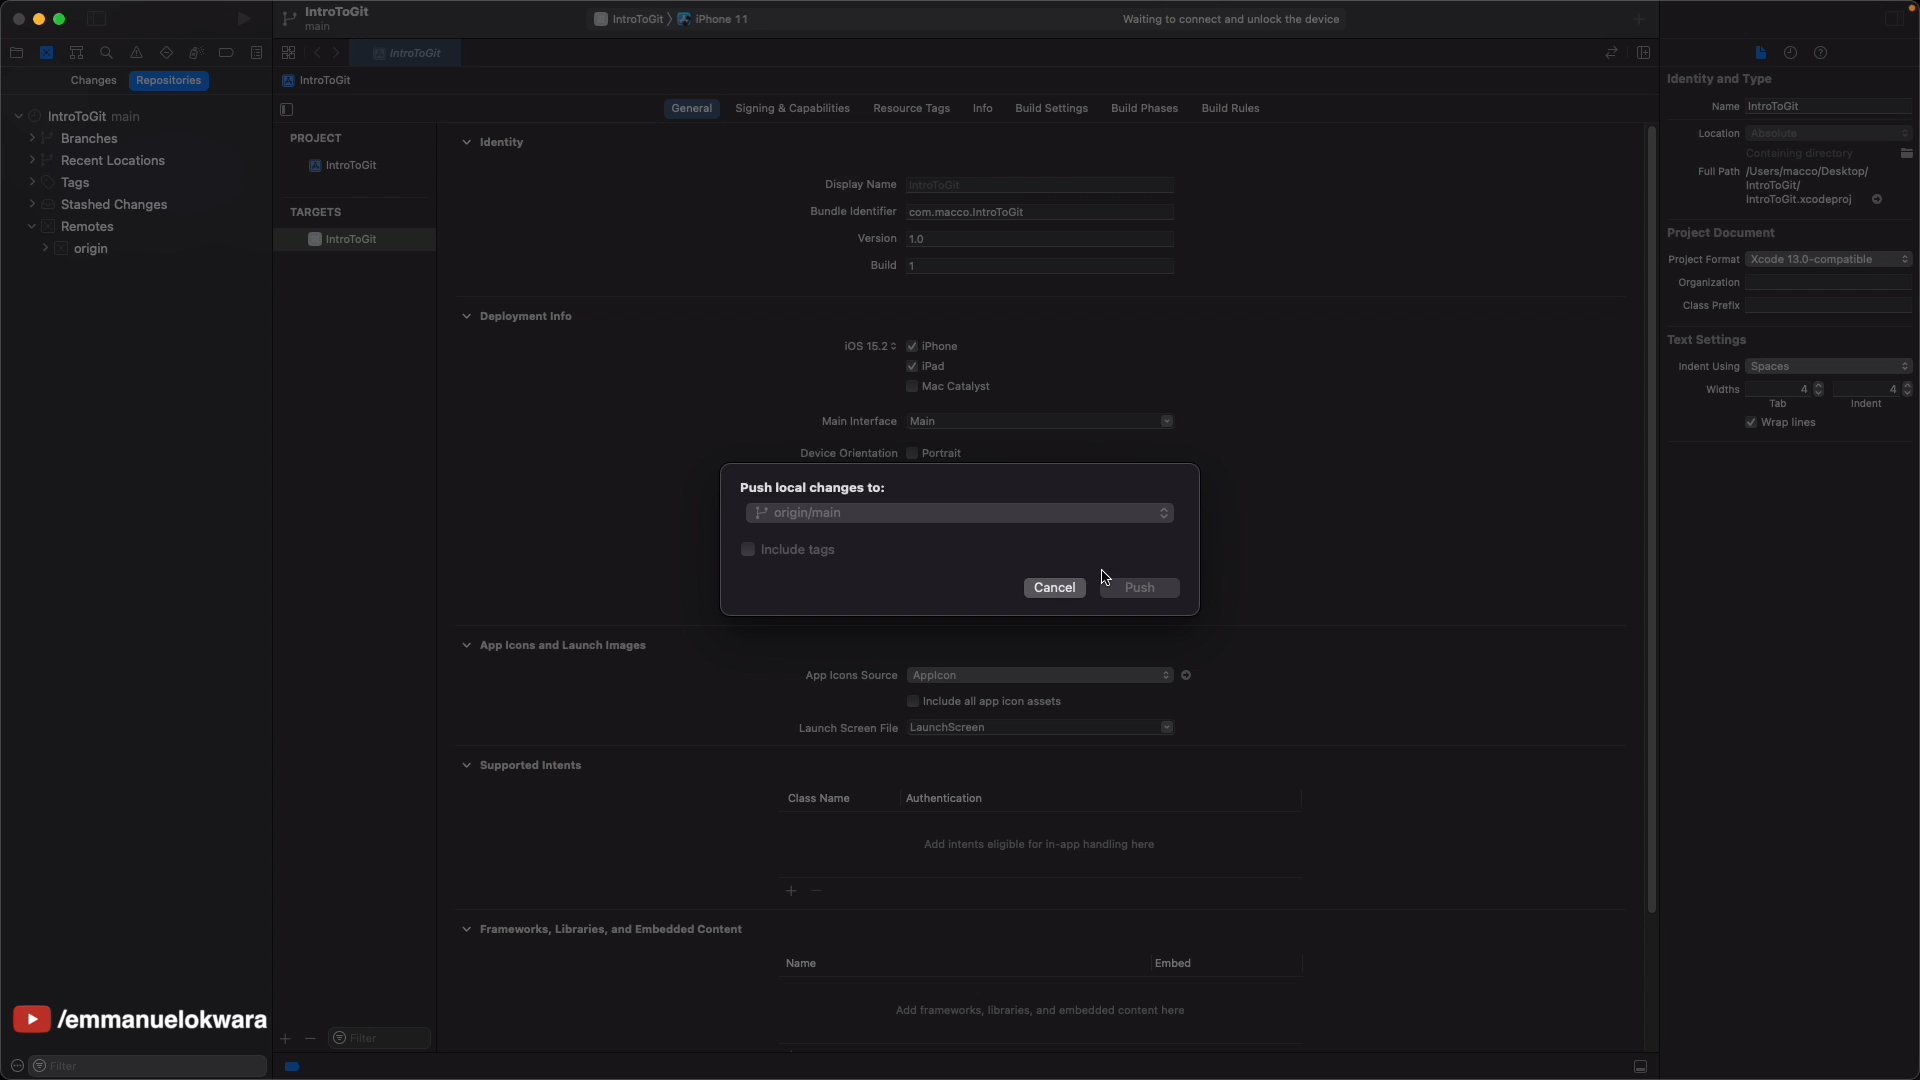 IntroToGit
main
IntroToGit
iPhone 11
Waiting to connect and unlock the device
IntroToGit
Changes
Repositories
IntroToGit
General
Signing & Capabilities
Resource Tags
Info
Build Settings
Build Phases
Build Rules
IntroToGit main
Branches
Recent Locations
Tags
Stashed Changes
Remotes
origin
PROJECT
IntroToGit
TARGETS
IntroToGit
Identity
Display Name IntroToGit
Bundle Identifier com.macco.IntroToGit
Version 1.0
Build 1
Deployment Info
iOS 15.2
iPhone
iPad
Mac Catalyst
Main Interface Main
Device Orientation Portrait
Push local changes to:
origin/main
Include tags
Cancel
Push
App Icons and Launch Images
App Icons Source AppIcon
Include all app icon assets
Launch Screen File LaunchScreen
Supported Intents
Class Name
Authentication
Add intents eligible for in-app handling here
Frameworks, Libraries, and Embedded Content
Name
Embed
Add frameworks, libraries, and embedded content here
Filter
Identity and Type
Name IntroToGit
Location Absolute
Containing directory
Full Path /Users/macco/Desktop/
IntroToGit/
IntroToGit.xcodeproj
Project Document
Project Format Xcode 13.0-compatible
Organization
Class Prefix
Text Settings
Indent Using Spaces
Widths 4 4
Tab Indent
Wrap lines
/emmanuelokwara
Filter